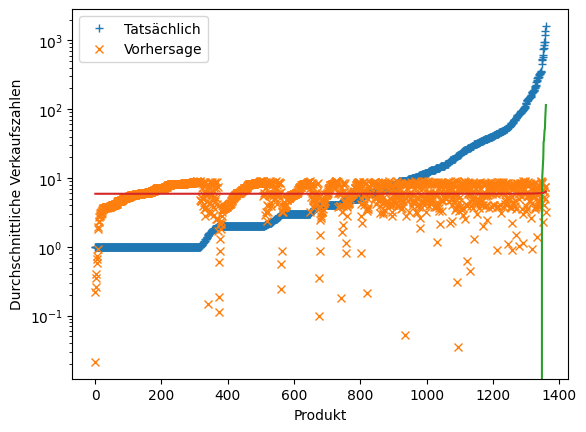 Tatsächlich
Vorhersage
Durchschnittliche Verkaufszahlen
10³
10²
10¹
10⁰
10⁻¹
0 200 400 600 800 1000 1200 1400
Produkt